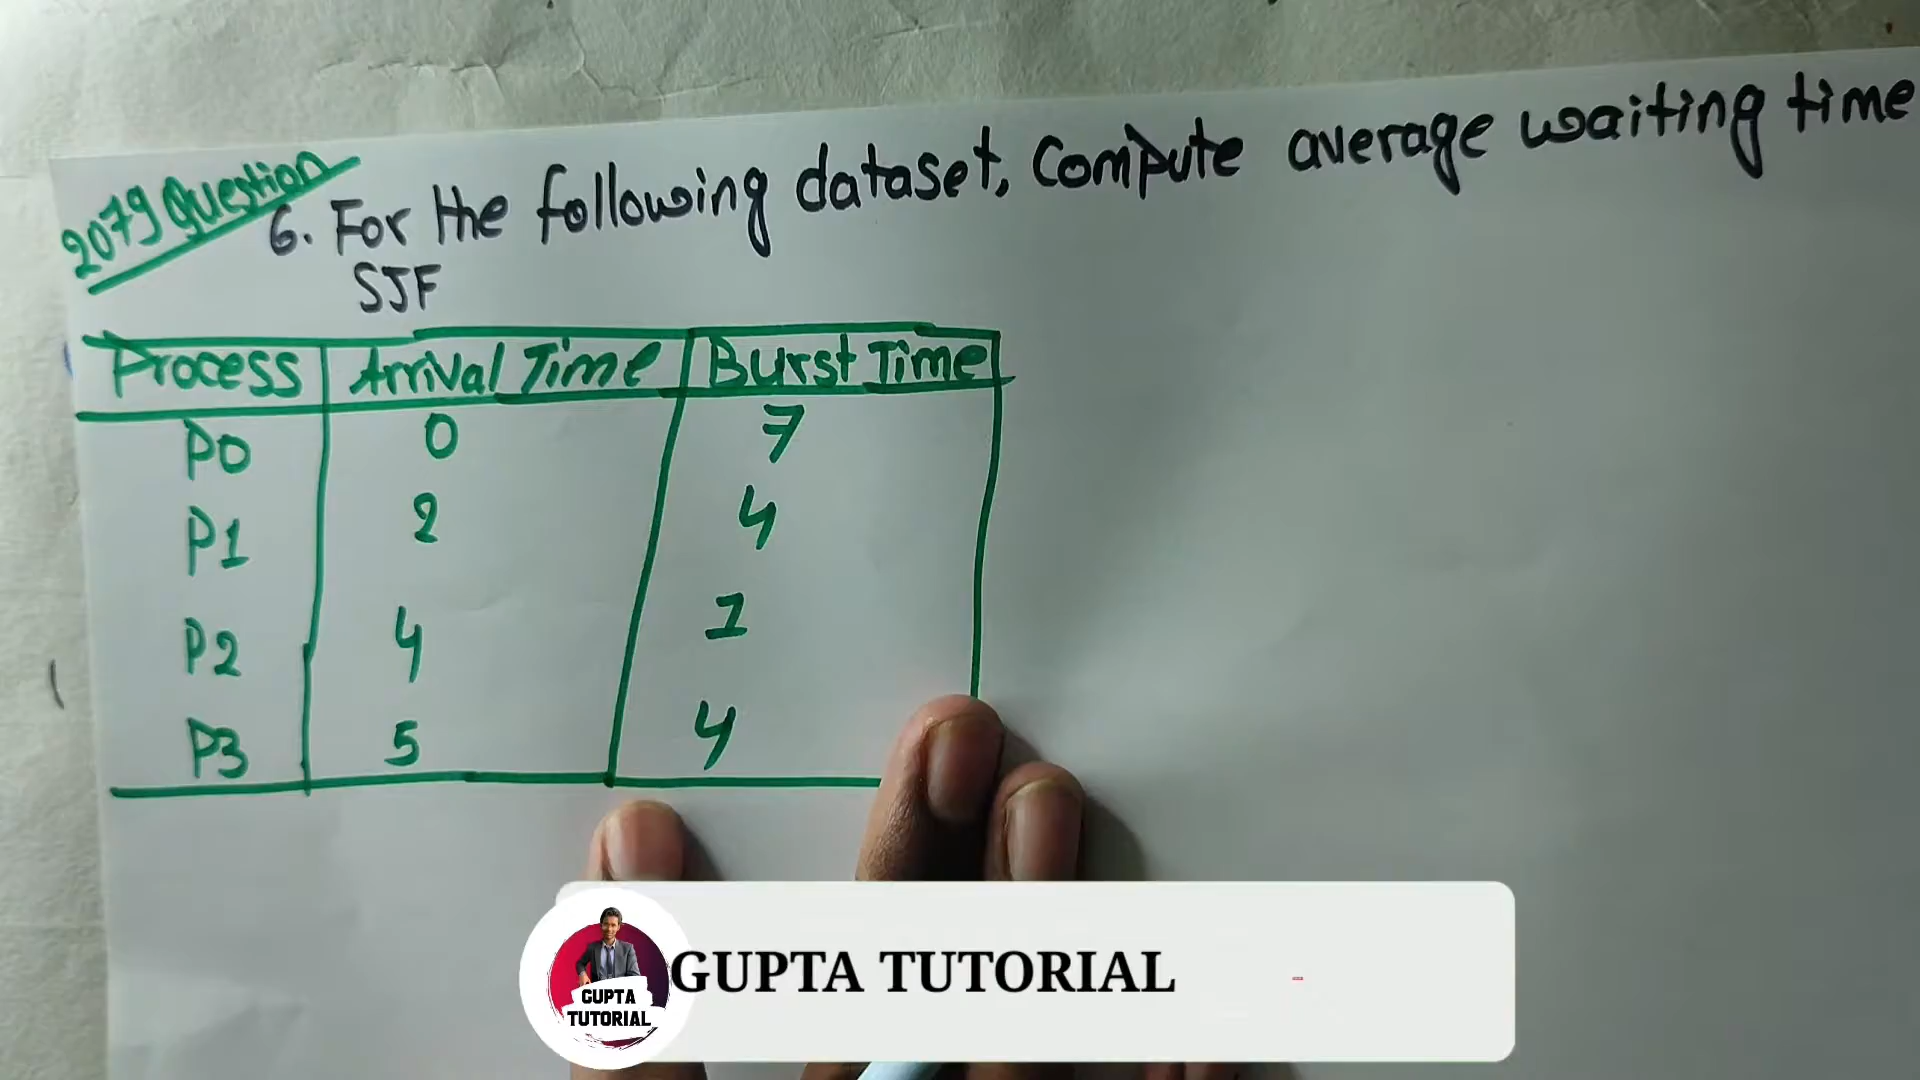 2079 Question
6. For the following dataset, Compute average waiting time
SJF
Process Arrival Time Burst Time
P0 0 7
P1 2 4
P2 4 1
P3 5 4
GUPTA TUTORIAL
GUPTA
TUTORIAL